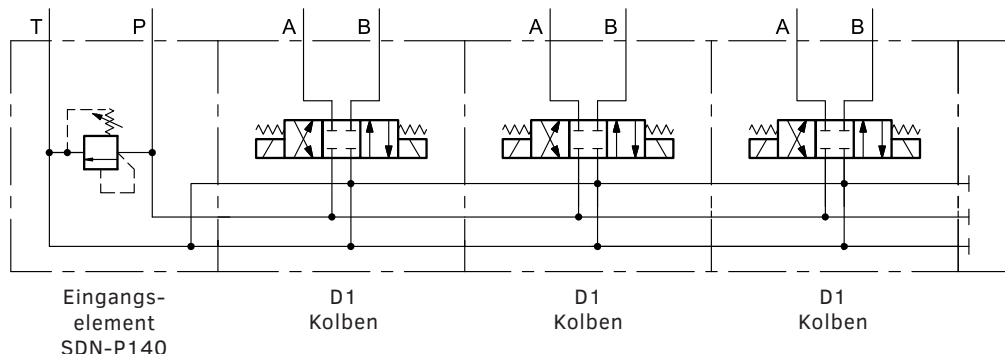 T P A B A B A B
Eingangs-
element
SDN-P140
D1
Kolben
D1
Kolben
D1
Kolben